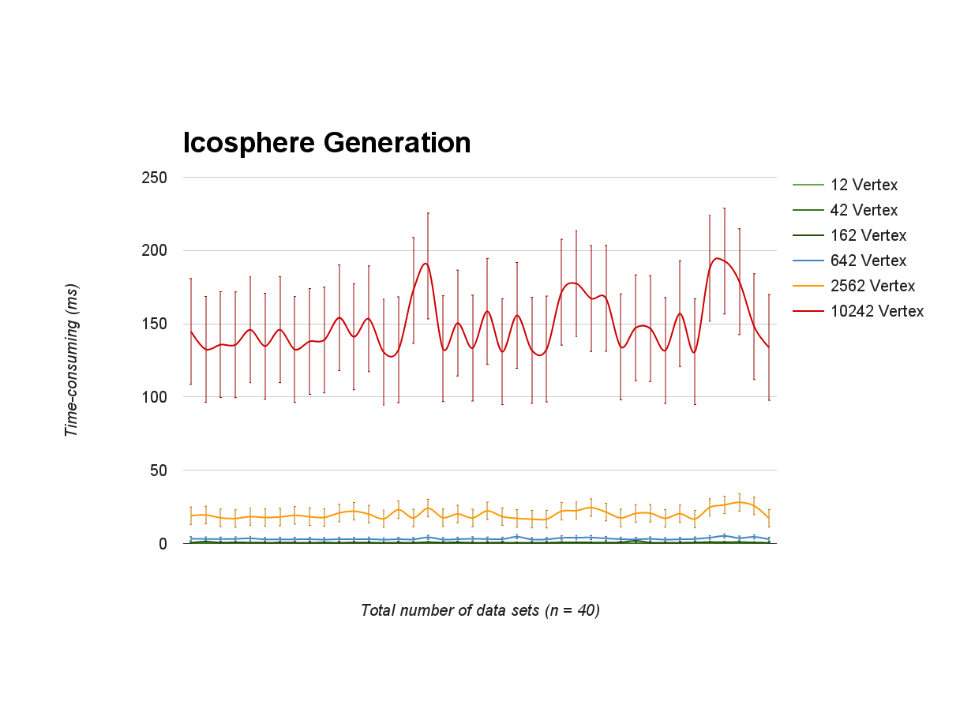 Icosphere Generation
250
200
150
100
50
0
Time-consuming (ms)
Total number of data sets (n = 40)
12 Vertex
42 Vertex
162 Vertex
642 Vertex
2562 Vertex
10242 Vertex